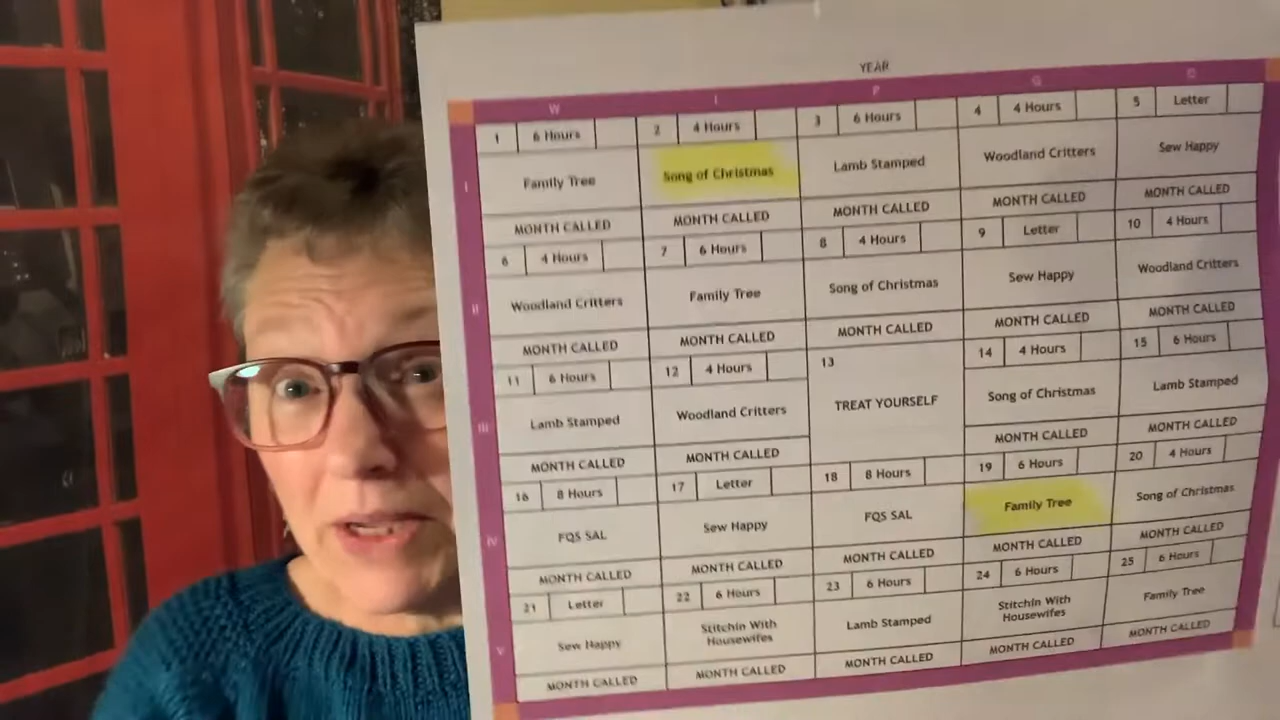 YEAR
W I P G O
1 6 Hours 2 4 Hours 3 6 Hours 4 4 Hours 5 Letter
I Family Tree Song of Christmas Lamb Stamped Woodland Critters Sew Happy
MONTH CALLED MONTH CALLED MONTH CALLED MONTH CALLED MONTH CALLED
6 4 Hours 7 6 Hours 8 4 Hours 9 Letter 10 4 Hours
II Woodland Critters Family Tree Song of Christmas Sew Happy Woodland Critters
MONTH CALLED MONTH CALLED MONTH CALLED MONTH CALLED MONTH CALLED
11 6 Hours 12 4 Hours 13 14 4 Hours 15 6 Hours
III Lamb Stamped Woodland Critters TREAT YOURSELF Song of Christmas Lamb Stamped
MONTH CALLED MONTH CALLED MONTH CALLED MONTH CALLED
16 8 Hours 17 Letter 18 8 Hours 19 6 Hours 20 4 Hours
IV FQS SAL Sew Happy FQS SAL Family Tree Song of Christmas
MONTH CALLED MONTH CALLED MONTH CALLED MONTH CALLED MONTH CALLED
21 Letter 22 6 Hours 23 6 Hours 24 6 Hours 25 6 Hours
V Sew Happy Stitchin With Housewifes Lamb Stamped Stitchin With Housewifes Family Tree
MONTH CALLED MONTH CALLED MONTH CALLED MONTH CALLED MONTH CALLED